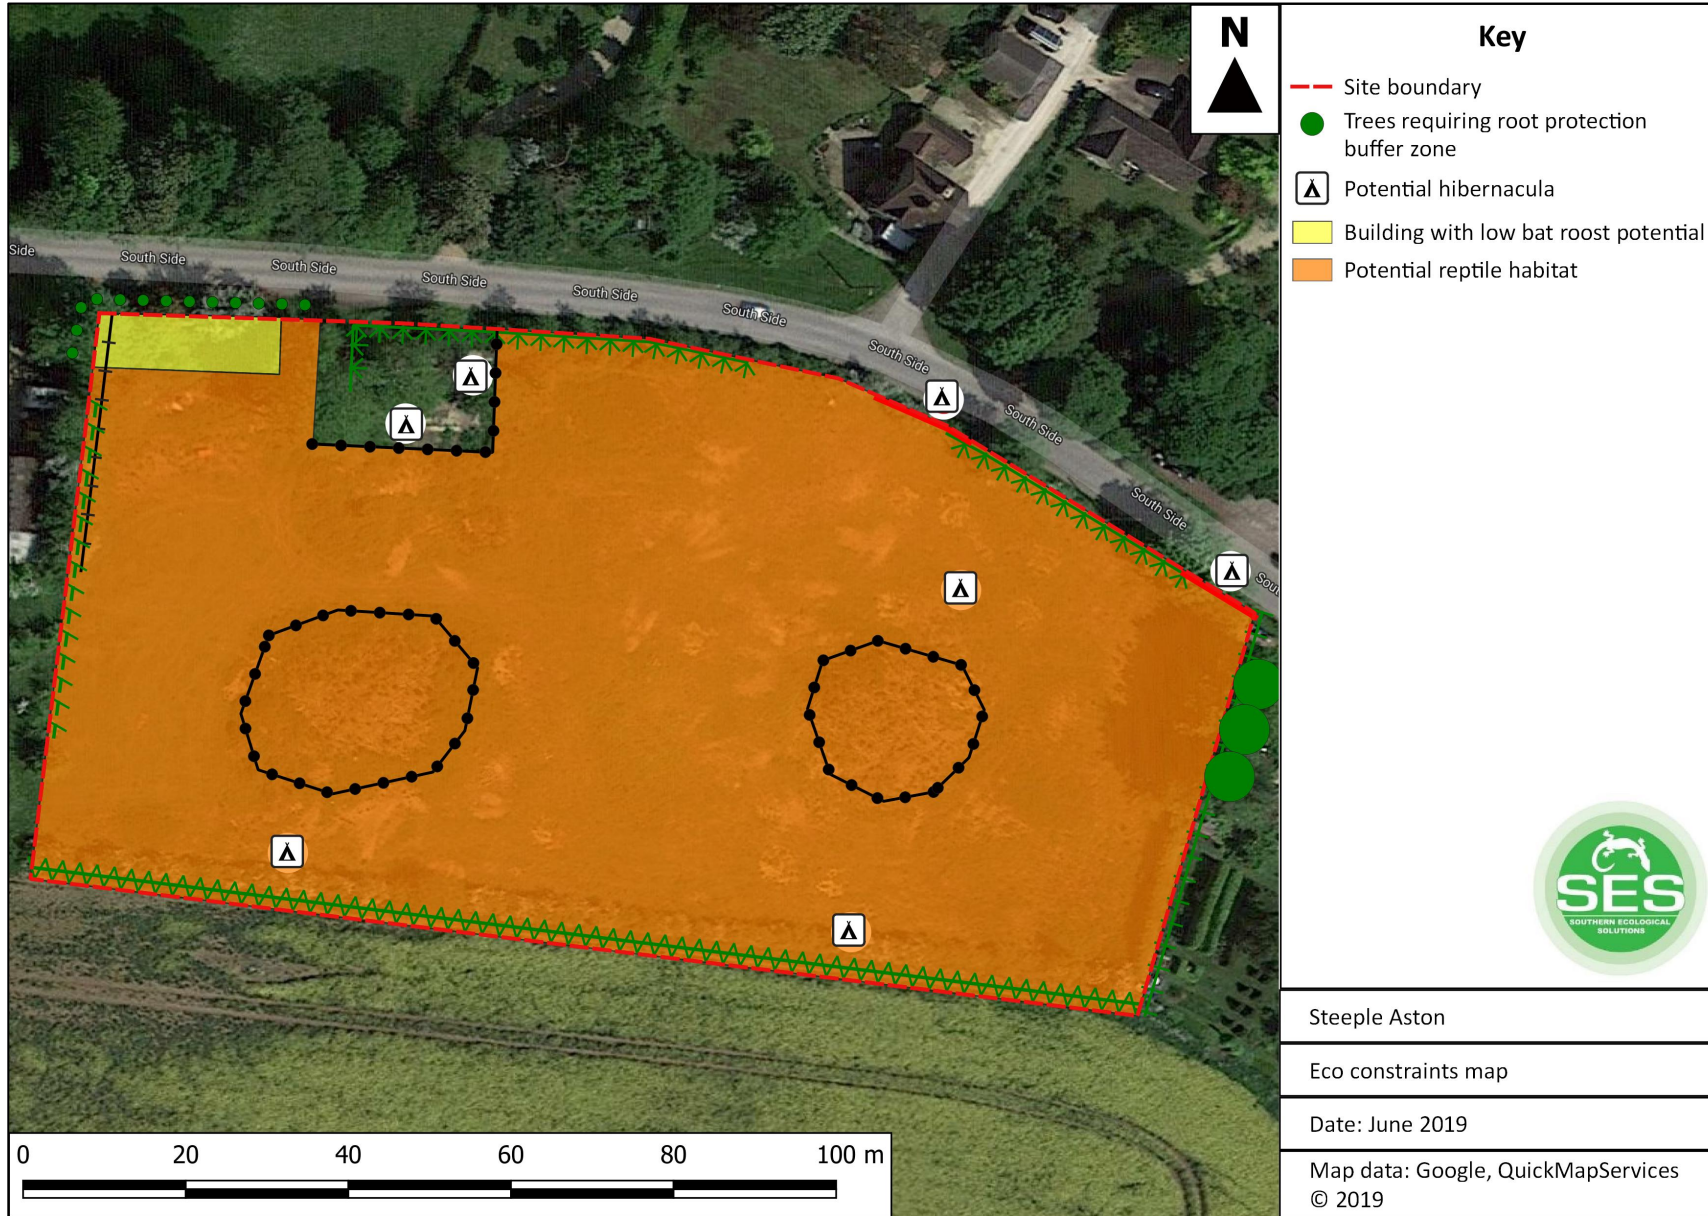 N
Side
South Side
South Side
South Side
South Side
South Side
South Side
South Side
South Side
Sout
0 20 40 60 80 100 m
Key
Site boundary
Trees requiring root protection
buffer zone
Potential hibernacula
Building with low bat roost potential
Potential reptile habitat
SES
SOUTHERN ECOLOGICAL
SOLUTIONS
Steeple Aston
Eco constraints map
Date: June 2019
Map data: Google, QuickMapServices
© 2019